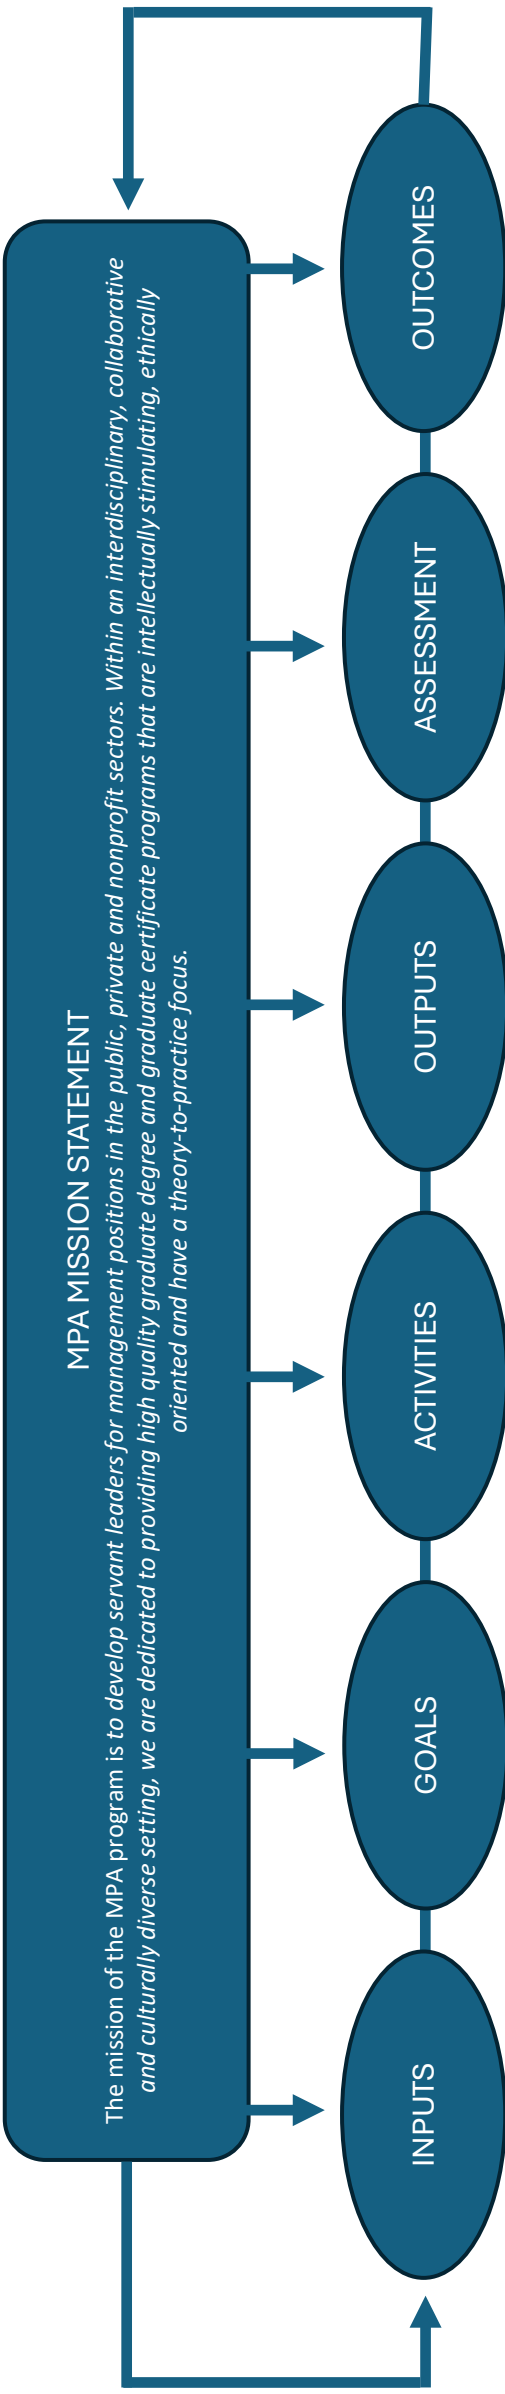 MPA MISSION STATEMENT
The mission of the MPA program is to develop servant leaders for management positions in the public, private and nonprofit sectors. Within an interdisciplinary, collaborative
and culturally diverse setting, we are dedicated to providing high quality graduate degree and graduate certificate programs that are intellectually stimulating, ethically
oriented and have a theory-to-practice focus.
INPUTS
GOALS
ACTIVITIES
OUTPUTS
ASSESSMENT
OUTCOMES